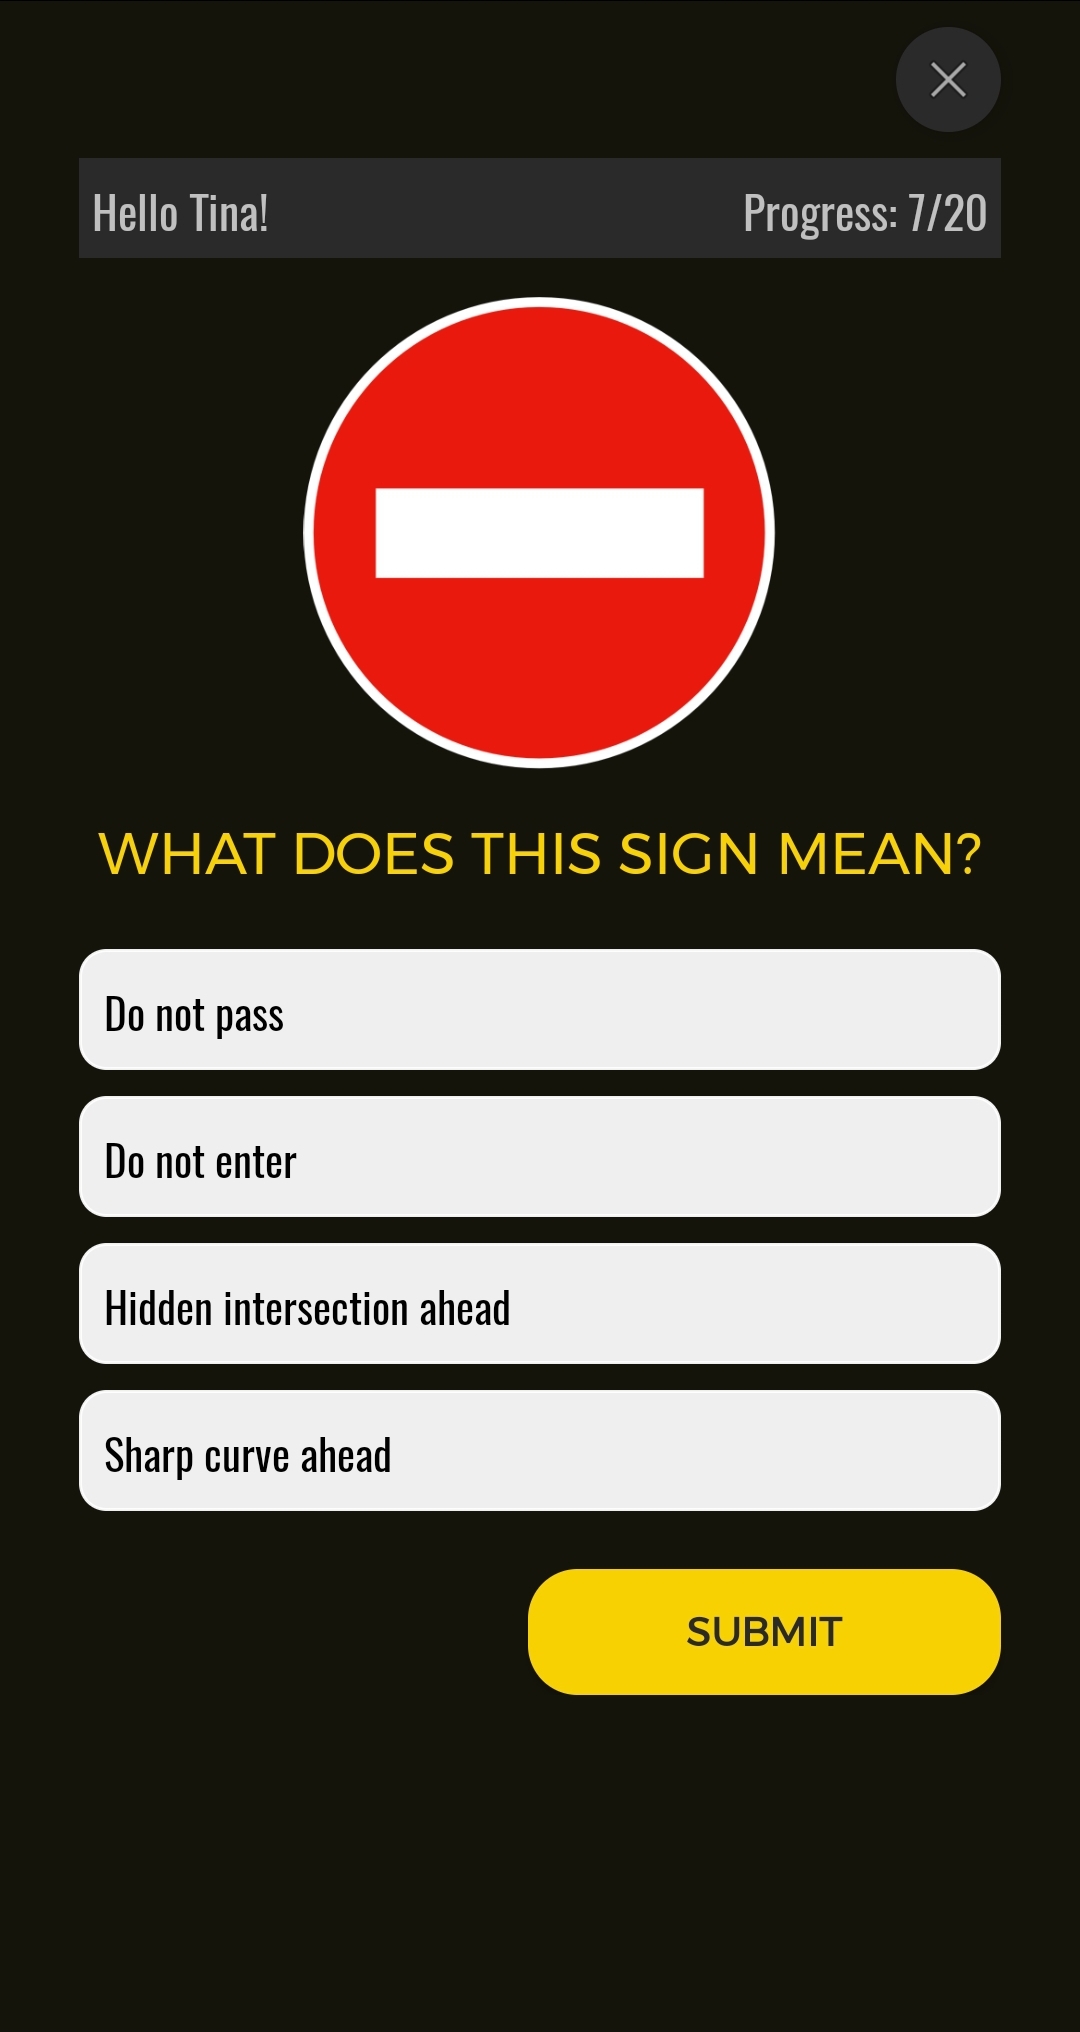 Hello Tina! Progress: 7/20
WHAT DOES THIS SIGN MEAN?
Do not pass
Do not enter
Hidden intersection ahead
Sharp curve ahead
SUBMIT